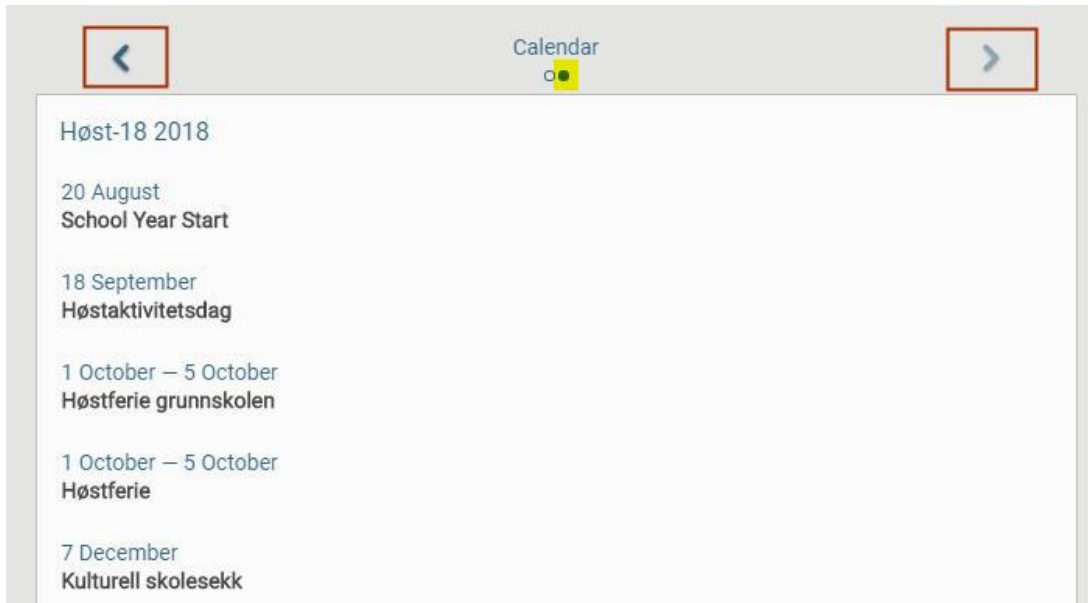 Calendar
Høst-18 2018
20 August
School Year Start
18 September
Høstaktivitetsdag
1 October — 5 October
Høstferie grunnskolen
1 October — 5 October
Høstferie
7 December
Kulturell skolesekk